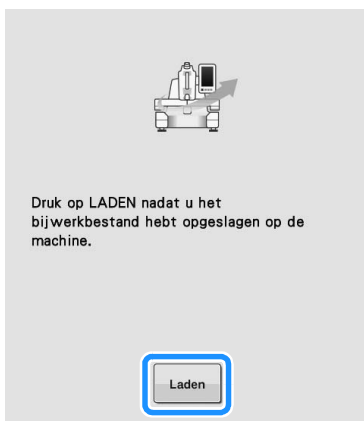 Druk op LADEN nadat u het
bijwerkbestand hebt opgeslagen op de
machine.
Laden